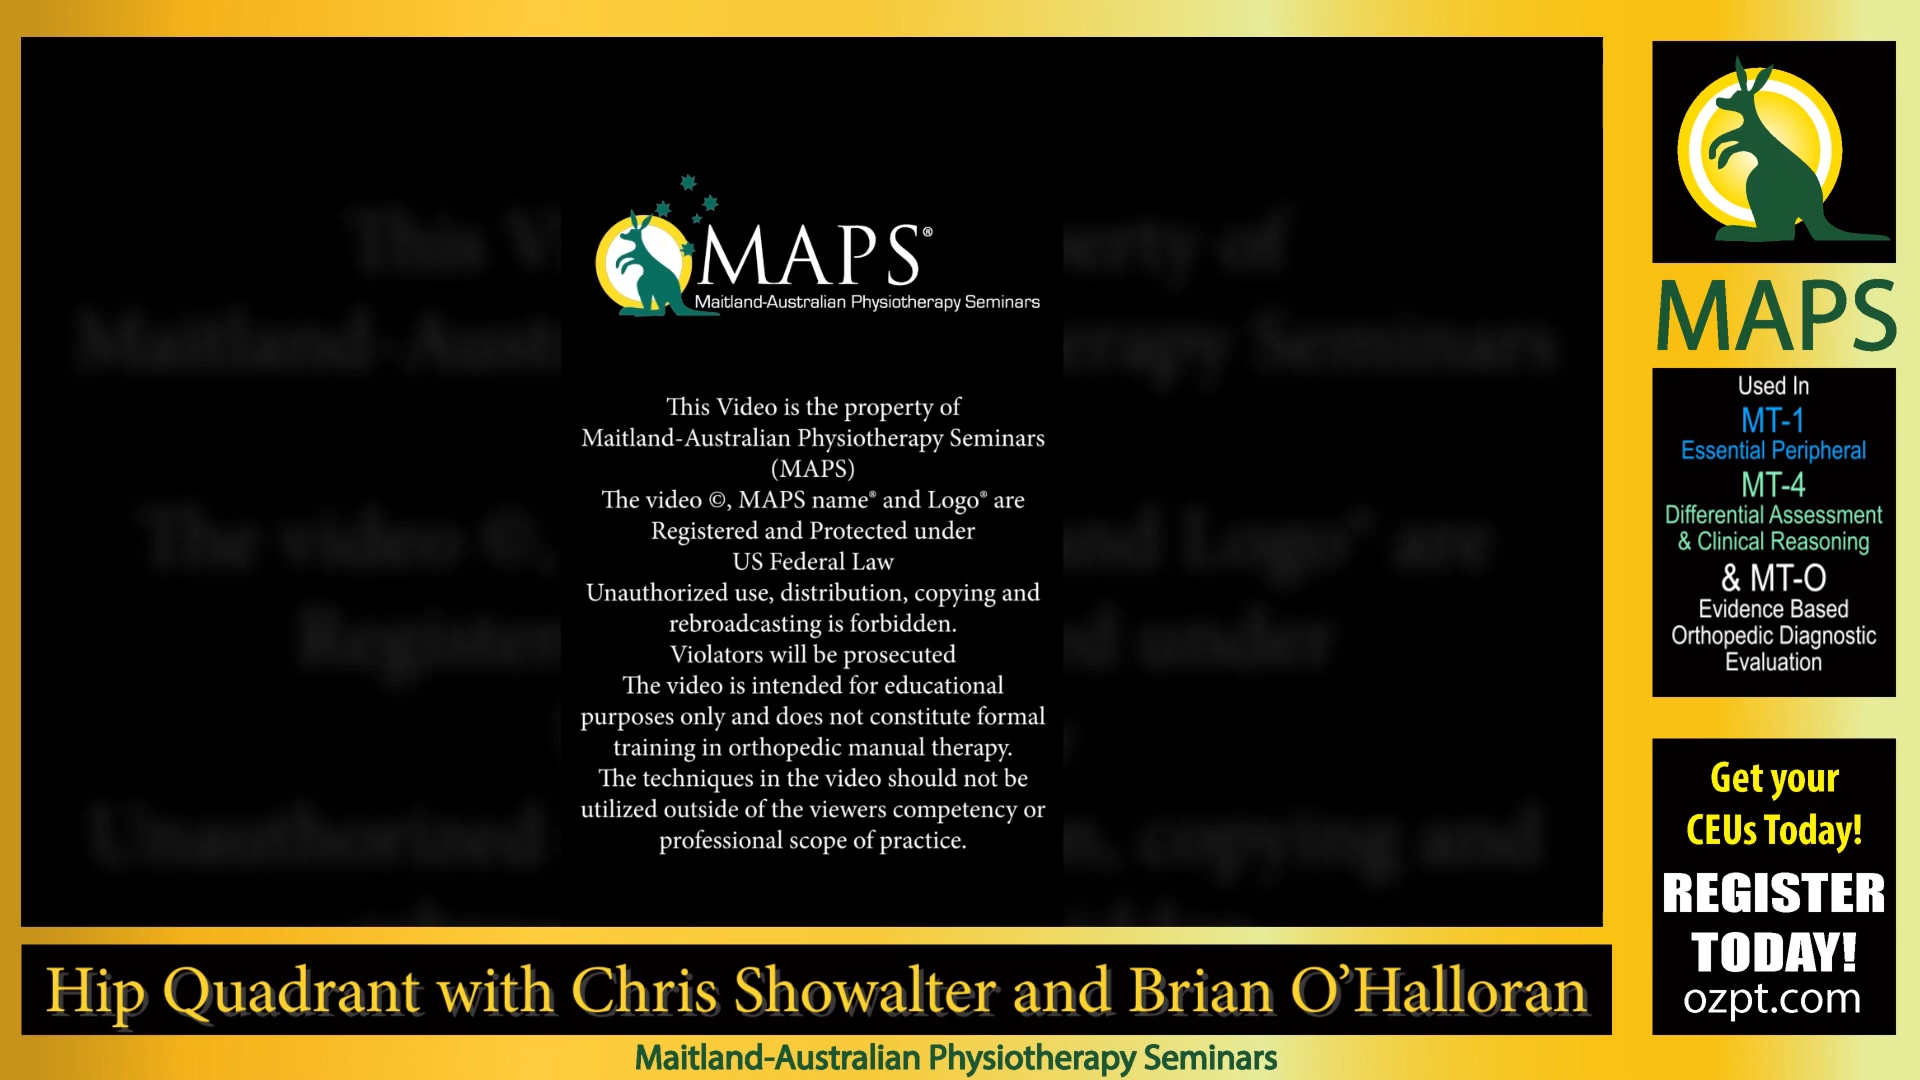 MAPS®
Maitland-Australian Physiotherapy Seminars
This Video is the property of
Maitland-Australian Physiotherapy Seminars
(MAPS)
The video ©, MAPS name® and Logo® are
Registered and Protected under
US Federal Law
Unauthorized use, distribution, copying and
rebroadcasting is forbidden.
Violators will be prosecuted
The video is intended for educational
purposes only and does not constitute formal
training in orthopedic manual therapy.
The techniques in the video should not be
utilized outside of the viewers competency or
professional scope of practice.
Hip Quadrant with Chris Showalter and Brian O’Halloran
Maitland-Australian Physiotherapy Seminars
MAPS
Used In
MT-1
Essential Peripheral
MT-4
Differential Assessment
& Clinical Reasoning
& MT-O
Evidence Based
Orthopedic Diagnostic
Evaluation
Get your
CEUs Today!
REGISTER
TODAY!
ozpt.com